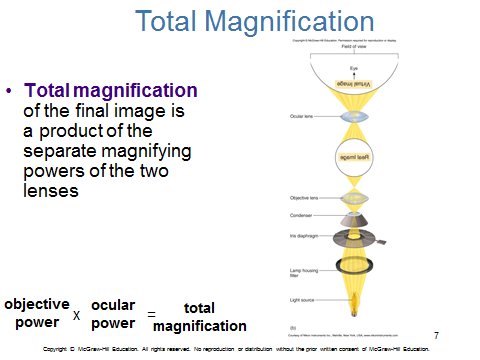 Total Magnification
• Total magnification
of the final image is
a product of the
separate magnifying
powers of the two
lenses
objective power x ocular power = total magnification
Copyright © McGraw-Hill Education. Permission required for reproduction or display.
Field of view
Eye
Virtual Image
Ocular lens
Real Image
Objective lens
Condenser
Iris diaphragm
Lamp housing
filter
Light source
(b)
7
Copyright © McGraw-Hill Education. All rights reserved. No reproduction or distribution without the prior written consent of McGraw-Hill Education.